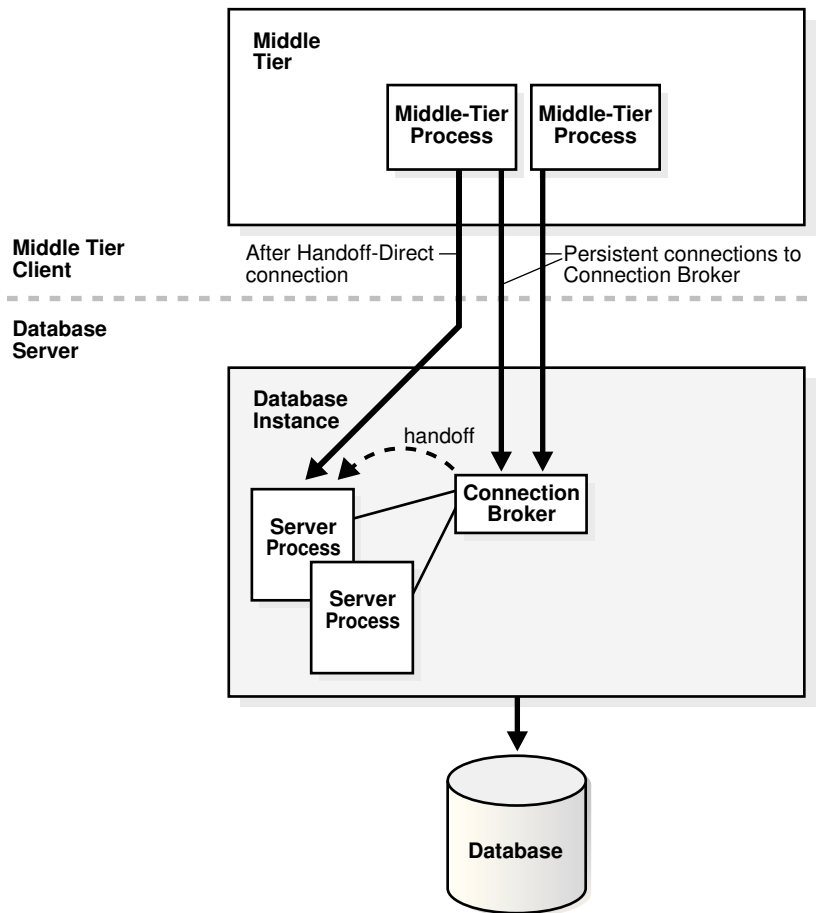 Middle
Tier
Middle-Tier
Process
Middle-Tier
Process
Middle Tier
Client
After Handoff-Direct
connection
Persistent connections to
Connection Broker
Database
Server
Database
Instance
handoff
Connection
Broker
Server
Process
Server
Process
Database